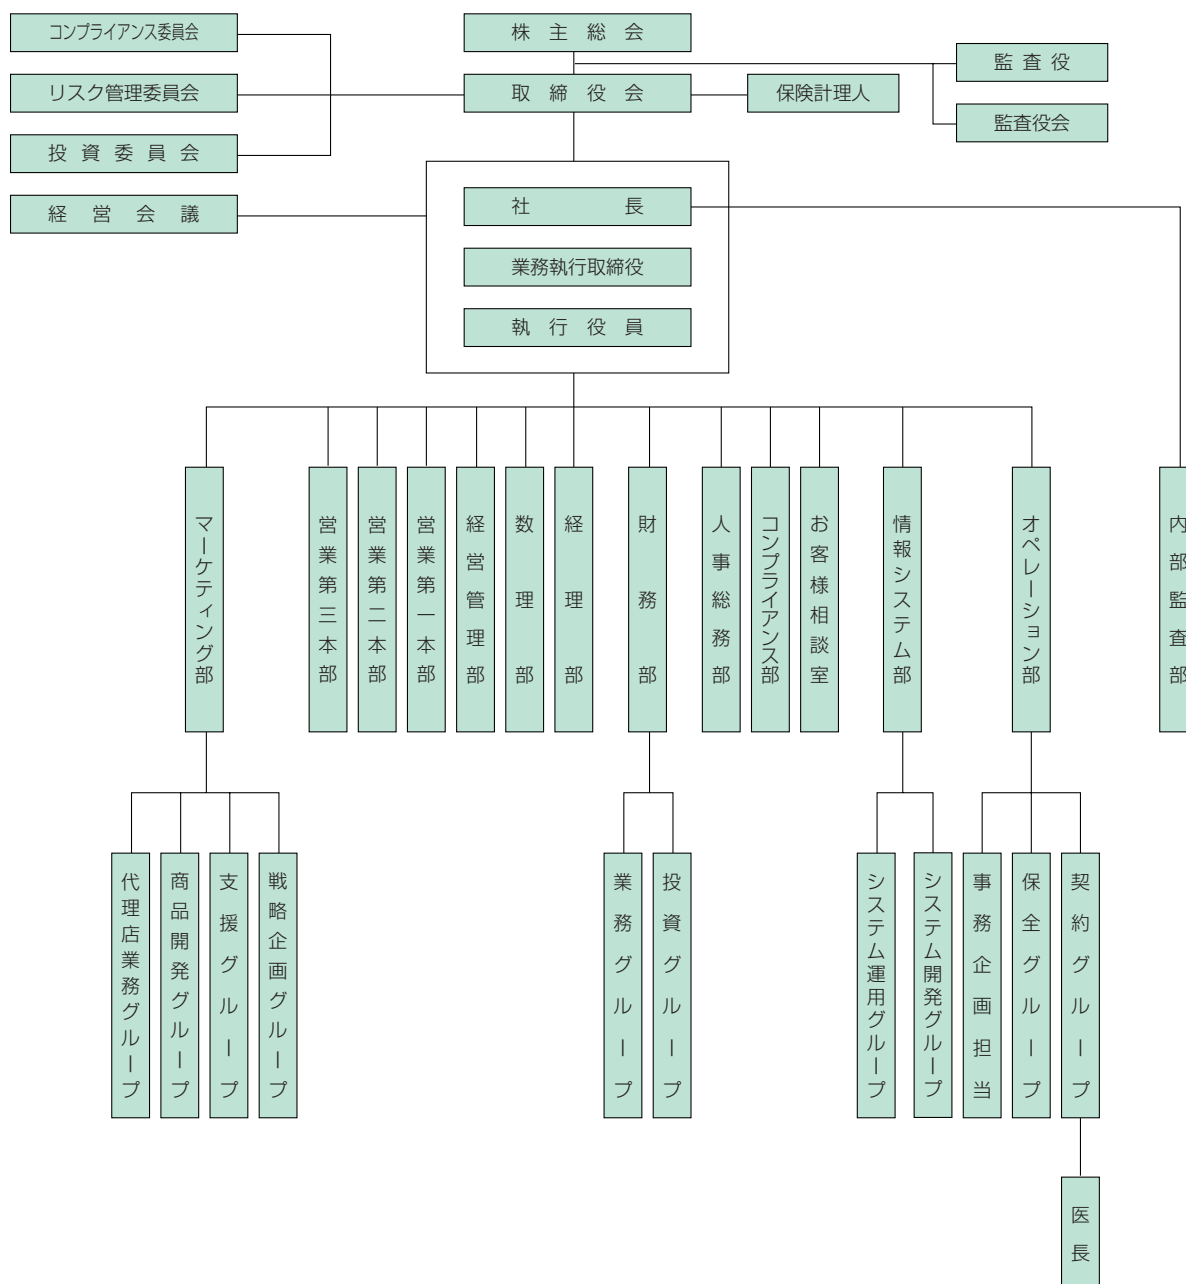 コンプライアンス委員会
株主総会
監査役
リスク管理委員会
取締役会
保険計理人
監査役会
投資委員会
経営会議
社長
業務執行取締役
執行役員
マーケティング部
営業第三本部
営業第二本部
営業第一本部
経営管理部
数理部
経理部
財務部
人事総務部
コンプライアンス部
お客様相談室
情報システム部
オペレーション部
内部監査部
代理店業務グループ
商品開発グループ
支援グループ
戦略企画グループ
業務グループ
投資グループ
システム運用グループ
システム開発グループ
事務企画担当
保全グループ
契約グループ
医長